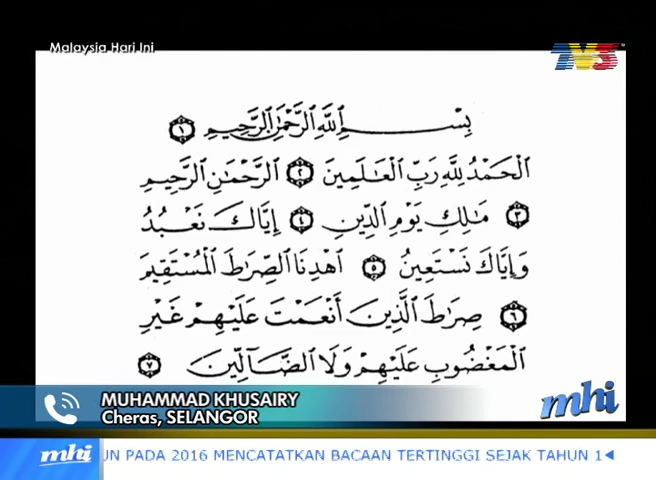 Malaysia Hari Ini
TV3
بِسْمِ اللَّهِ الرَّحْمَٰنِ الرَّحِيمِ ١
الْحَمْدُ لِلَّهِ رَبِّ الْعَالَمِينَ ٢ الرَّحْمَٰنِ الرَّحِيمِ
٣ مَالِكِ يَوْمِ الدِّينِ ٤ إِيَّاكَ نَعْبُدُ
وَإِيَّاكَ نَسْتَعِينُ ٥ اهْدِنَا الصِّرَاطَ الْمُسْتَقِيمَ
٦ صِرَاطَ الَّذِينَ أَنْعَمْتَ عَلَيْهِمْ غَيْرِ
الْمَغْضُوبِ عَلَيْهِمْ وَلَا الضَّآلِّينَ ٧
MUHAMMAD KHUSAIRY
Cheras, SELANGOR
mhi
mhi UN PADA 2016 MENCATATKAN BACAAN TERTINGGI SEJAK TAHUN 1